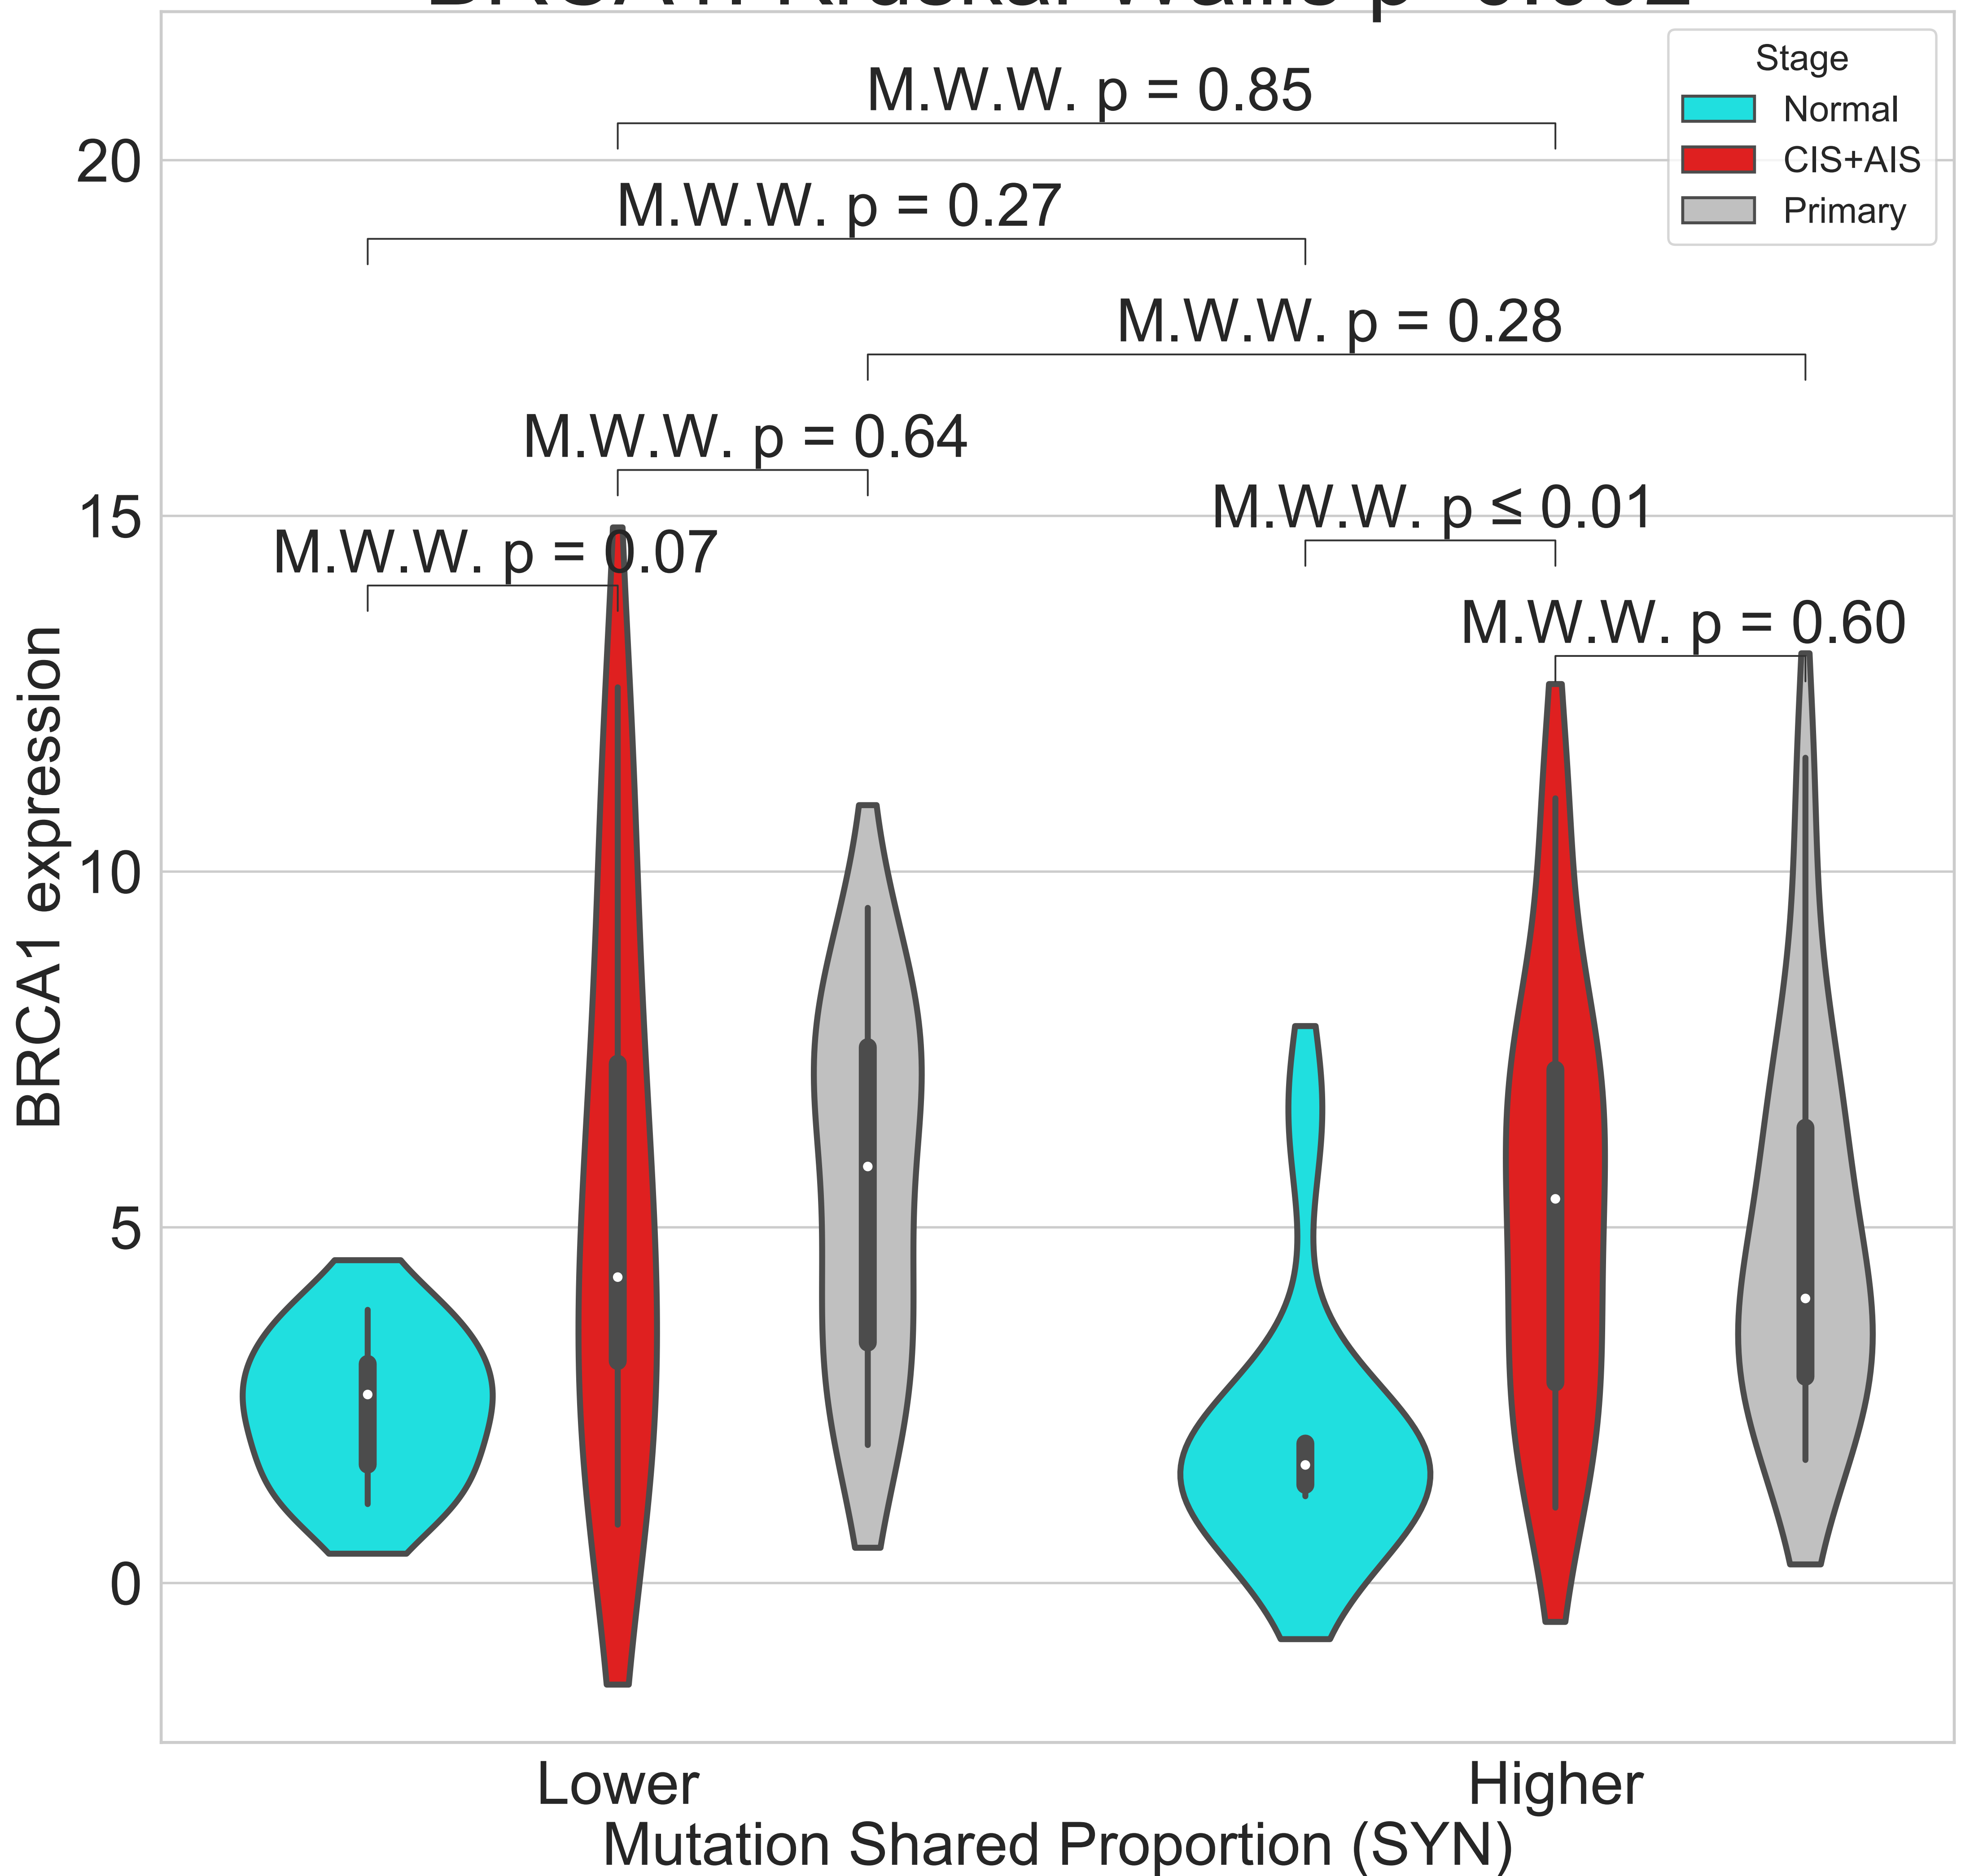 Stage
Normal
CIS+AIS
Primary
M.W.W. p = 0.85
M.W.W. p = 0.27
M.W.W. p = 0.28
M.W.W. p = 0.64
M.W.W. p ≤ 0.01
M.W.W. p = 0.07
M.W.W. p = 0.60
20
15
10
5
0
BRCA1 expression
Lower
Higher
Mutation Shared Proportion (SYN)